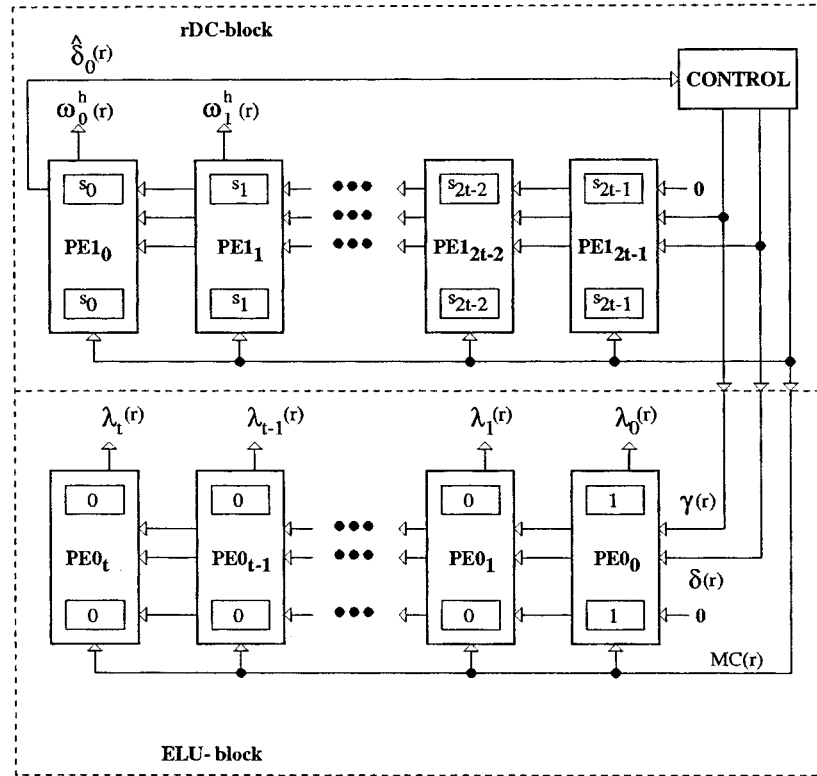 rDC-block
δ̂₀(r)
CONTROL
ω₀ʰ(r) ω₁ʰ(r)
s₀ s₁ s₂ₜ₋₂ s₂ₜ₋₁ 0
PE1₀ PE1₁ ••• PE1₂ₜ₋₂ PE1₂ₜ₋₁
s₀ s₁ s₂ₜ₋₂ s₂ₜ₋₁
λₜ(r) λₜ₋₁(r) λ₁(r) λ₀(r)
0 0 0 1 γ(r)
PE0ₜ PE0ₜ₋₁ ••• PE0₁ PE0₀
δ(r)
0 0 0 1 0
MC(r)
ELU- block